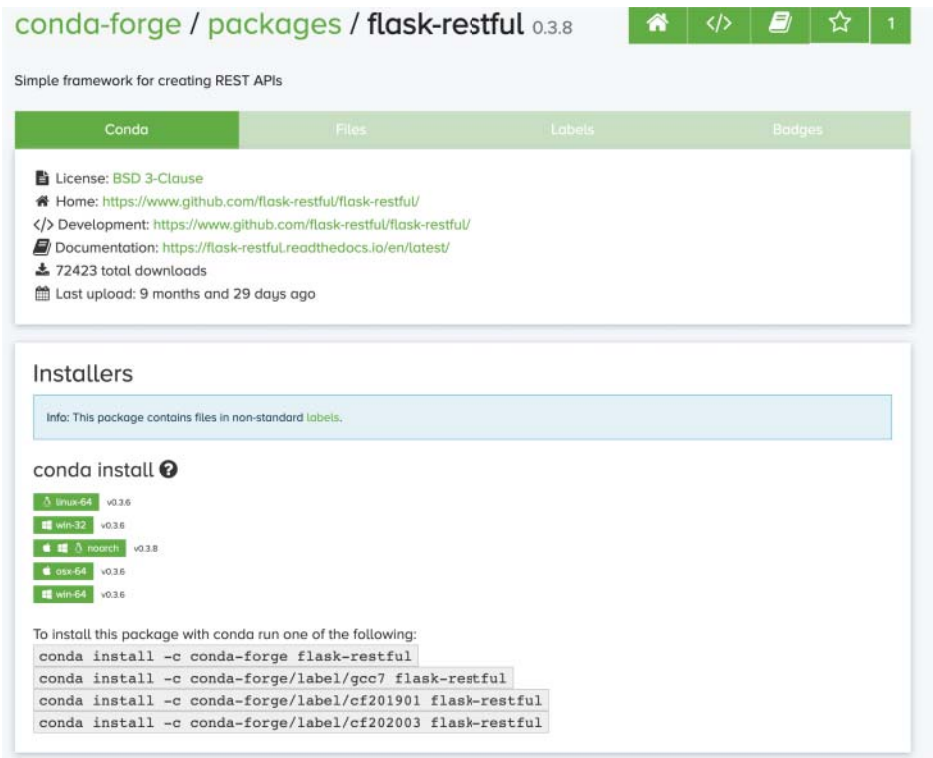 conda-forge / packages / flask-restful 0.3.8
</> 1
Simple framework for creating REST APIs
Conda Files Labels Badges
License: BSD 3-Clause
Home: https://www.github.com/flask-restful/flask-restful/
</> Development: https://www.github.com/flask-restful/flask-restful/
Documentation: https://flask-restful.readthedocs.io/en/latest/
72423 total downloads
Last upload: 9 months and 29 days ago
Installers
Info: This package contains files in non-standard labels.
conda install ?
linux-64 v0.3.6
win-32 v0.3.6
noarch v0.3.8
osx-64 v0.3.6
win-64 v0.3.6
To install this package with conda run one of the following:
conda install -c conda-forge flask-restful
conda install -c conda-forge/label/gcc7 flask-restful
conda install -c conda-forge/label/cf201901 flask-restful
conda install -c conda-forge/label/cf202003 flask-restful